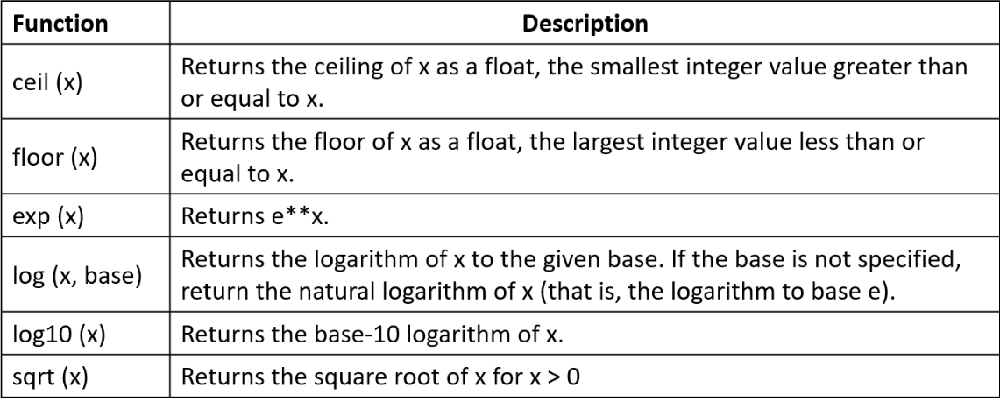 Function Description
ceil (x) Returns the ceiling of x as a float, the smallest integer value greater than
or equal to x.
floor (x) Returns the floor of x as a float, the largest integer value less than or
equal to x.
exp (x) Returns e**x.
log (x, base) Returns the logarithm of x to the given base. If the base is not specified,
return the natural logarithm of x (that is, the logarithm to base e).
log10 (x) Returns the base-10 logarithm of x.
sqrt (x) Returns the square root of x for x > 0